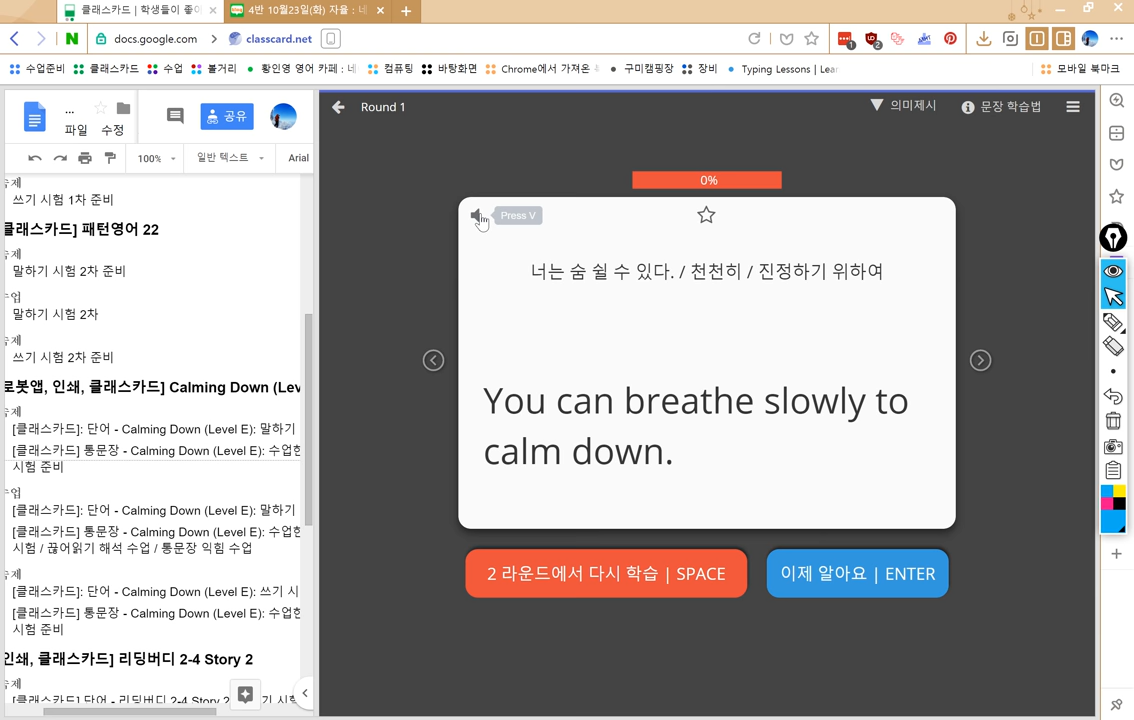 클래스카드 | 학생들이 좋아
4반 10월23일(화) 자율 : 네
docs.google.com
classcard.net
수업준비
클래스카드
수업
볼거리
황인영 영어 카페 : 네
컴퓨팅
바탕화면
Chrome에서 가져온
구미캠핑장
장비
Typing Lessons | Lear
모바일 북마크
...
공유
파일
수정
100%
일반 텍스트
Arial
쓰기 시험 1차 준비
클래스카드] 패턴영어 22
말하기 시험 2차 준비
말하기 시험 2차
쓰기 시험 2차 준비
로봇앱, 인쇄, 클래스카드] Calming Down (Lev
[클래스카드]: 단어 - Calming Down (Level E): 말하기
[클래스카드] 통문장 - Calming Down (Level E): 수업한
시험 준비
[클래스카드]: 단어 - Calming Down (Level E): 말하기
[클래스카드] 통문장 - Calming Down (Level E): 수업한
시험 / 끊어읽기 해석 수업 / 통문장 익힘 수업
[클래스카드]: 단어 - Calming Down (Level E): 쓰기 시
[클래스카드] 통문장 - Calming Down (Level E): 수업한
시험 준비
인쇄, 클래스카드] 리딩버디 2-4 Story 2
[클래스카드] 단어 - 리딩버디 2-4 Story 2
Round 1
의미제시
문장 학습법
0%
Press V
너는 숨 쉴 수 있다. / 천천히 / 진정하기 위하여
You can breathe slowly to
calm down.
2 라운드에서 다시 학습 | SPACE
이제 알아요 | ENTER